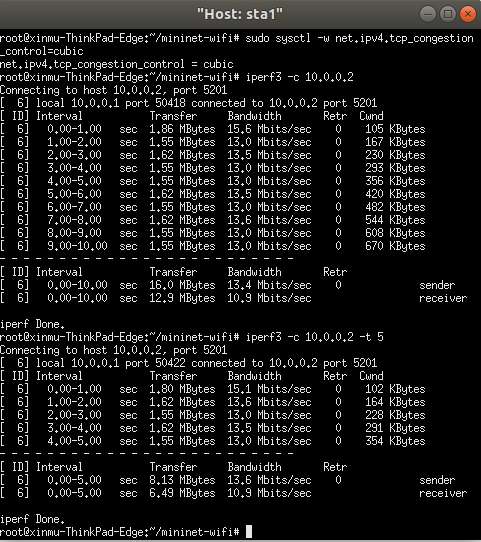 "Host: sta1"
root@xinmu-ThinkPad-Edge:~/mininet-wifi# sudo sysctl -w net.ipv4.tcp_congestion
_control=cubic
net.ipv4.tcp_congestion_control = cubic
root@xinmu-ThinkPad-Edge:~/mininet-wifi# iperf3 -c 10.0.0.2
Connecting to host 10.0.0.2, port 5201
[  6] local 10.0.0.1 port 50418 connected to 10.0.0.2 port 5201
[ ID] Interval           Transfer     Bandwidth       Retr  Cwnd
[  6]   0.00-1.00   sec  1.86 MBytes  15.6 Mbits/sec    0    105 KBytes
[  6]   1.00-2.00   sec  1.55 MBytes  13.0 Mbits/sec    0    167 KBytes
[  6]   2.00-3.00   sec  1.62 MBytes  13.5 Mbits/sec    0    230 KBytes
[  6]   3.00-4.00   sec  1.55 MBytes  13.0 Mbits/sec    0    293 KBytes
[  6]   4.00-5.00   sec  1.55 MBytes  13.0 Mbits/sec    0    356 KBytes
[  6]   5.00-6.00   sec  1.62 MBytes  13.5 Mbits/sec    0    420 KBytes
[  6]   6.00-7.00   sec  1.55 MBytes  13.0 Mbits/sec    0    482 KBytes
[  6]   7.00-8.00   sec  1.62 MBytes  13.6 Mbits/sec    0    544 KBytes
[  6]   8.00-9.00   sec  1.55 MBytes  13.0 Mbits/sec    0    608 KBytes
[  6]   9.00-10.00  sec  1.55 MBytes  13.0 Mbits/sec    0    670 KBytes
- - - - - - - - - - - - - - - - - - - - - - - - -
[ ID] Interval           Transfer     Bandwidth       Retr
[  6]   0.00-10.00  sec  16.0 MBytes  13.4 Mbits/sec    0             sender
[  6]   0.00-10.00  sec  12.9 MBytes  10.9 Mbits/sec                  receiver
iperf Done.
root@xinmu-ThinkPad-Edge:~/mininet-wifi# iperf3 -c 10.0.0.2 -t 5
Connecting to host 10.0.0.2, port 5201
[  6] local 10.0.0.1 port 50422 connected to 10.0.0.2 port 5201
[ ID] Interval           Transfer     Bandwidth       Retr  Cwnd
[  6]   0.00-1.00   sec  1.80 MBytes  15.1 Mbits/sec    0    102 KBytes
[  6]   1.00-2.00   sec  1.62 MBytes  13.6 Mbits/sec    0    164 KBytes
[  6]   2.00-3.00   sec  1.55 MBytes  13.0 Mbits/sec    0    228 KBytes
[  6]   3.00-4.00   sec  1.62 MBytes  13.5 Mbits/sec    0    291 KBytes
[  6]   4.00-5.00   sec  1.55 MBytes  13.0 Mbits/sec    0    354 KBytes
- - - - - - - - - - - - - - - - - - - - - - - - -
[ ID] Interval           Transfer     Bandwidth       Retr
[  6]   0.00-5.00   sec  8.13 MBytes  13.6 Mbits/sec    0             sender
[  6]   0.00-5.00   sec  6.49 MBytes  10.9 Mbits/sec                  receiver
iperf Done.
root@xinmu-ThinkPad-Edge:~/mininet-wifi#